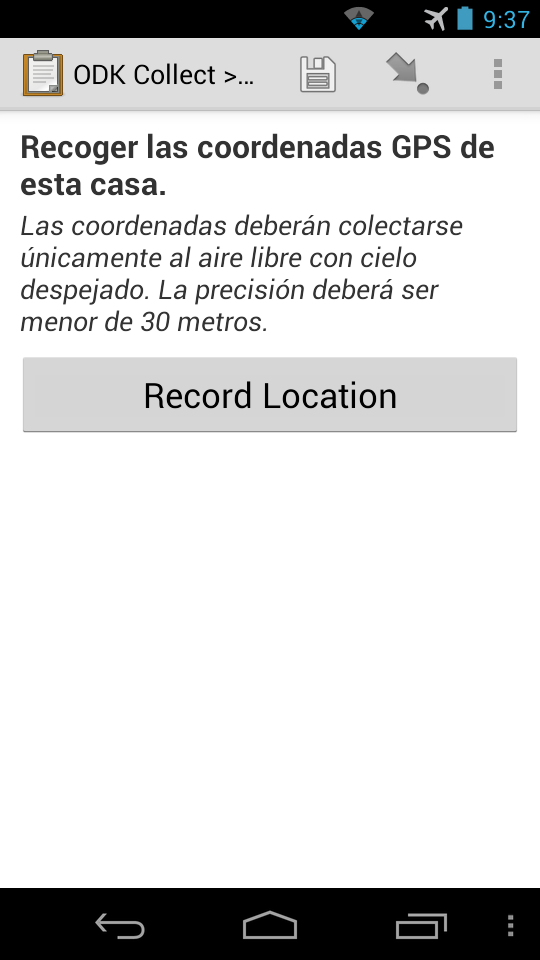 9:37
ODK Collect >...
Recoger las coordenadas GPS de
esta casa.
Las coordenadas deberán colectarse
únicamente al aire libre con cielo
despejado. La precisión deberá ser
menor de 30 metros.
Record Location